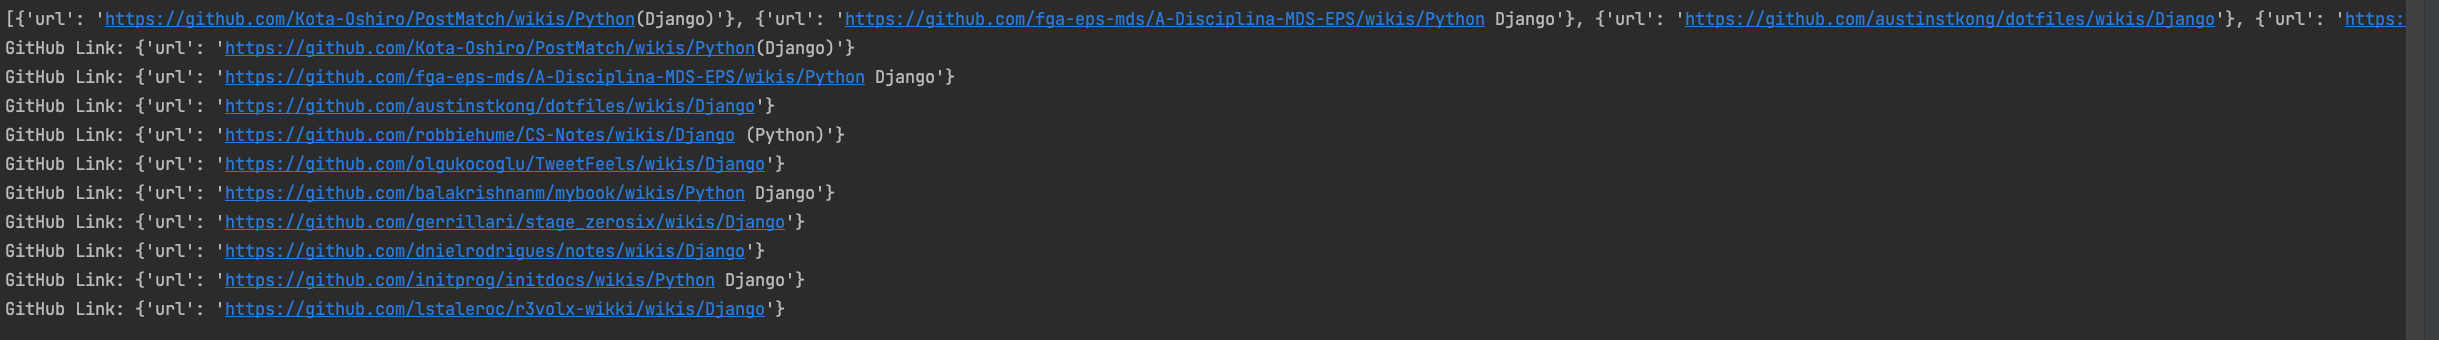 [{'url': 'https://github.com/Kota-Oshiro/PostMatch/wikis/Python(Django)'}, {'url': 'https://github.com/fga-eps-mds/A-Disciplina-MDS-EPS/wikis/Python Django'}, {'url': 'https://github.com/austinstkong/dotfiles/wikis/Django'}, {'url': 'https:
GitHub Link: {'url': 'https://github.com/Kota-Oshiro/PostMatch/wikis/Python(Django)'}
GitHub Link: {'url': 'https://github.com/fga-eps-mds/A-Disciplina-MDS-EPS/wikis/Python Django'}
GitHub Link: {'url': 'https://github.com/austinstkong/dotfiles/wikis/Django'}
GitHub Link: {'url': 'https://github.com/robbiehume/CS-Notes/wikis/Django (Python)'}
GitHub Link: {'url': 'https://github.com/olgukocoglu/TweetFeels/wikis/Django'}
GitHub Link: {'url': 'https://github.com/balakrishnanm/mybook/wikis/Python Django'}
GitHub Link: {'url': 'https://github.com/gerrillari/stage_zerosix/wikis/Django'}
GitHub Link: {'url': 'https://github.com/dnielrodrigues/notes/wikis/Django'}
GitHub Link: {'url': 'https://github.com/initprog/initdocs/wikis/Python Django'}
GitHub Link: {'url': 'https://github.com/lstaleroc/r3volx-wikki/wikis/Django'}